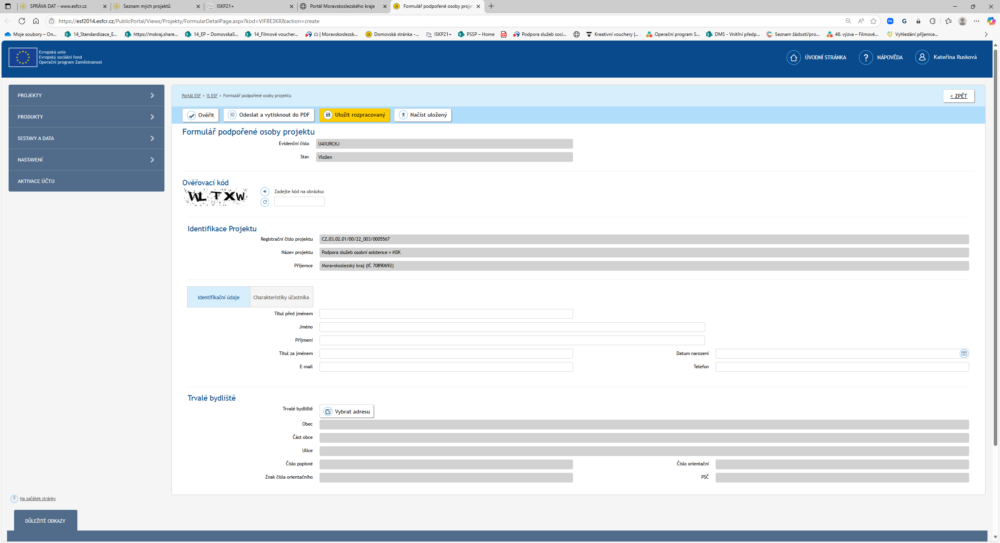 SPRÁVA DAT - www.esfcr.cz
Seznam mých projektů
ISKP21+
Portál Moravskoslezského kraje
Formulář podpořené osoby proje
https://esf2014.esfcr.cz/PublicPortal/Views/Projekty/FormularDetailPage.aspx?kod=VIFBE3KR&action=create
Moje soubory – On...
14_Standardizace_E...
https://mskraj.share...
14_EP – DomovskaS...
14_Filmové voucher...
| Moravskoslezsk...
Domovská stránka -...
ISKP21+
PSSP – Home
Podpora služeb soci...
Kreativní vouchery |...
Operační program S...
DMS - Vnitřní předp...
Seznam žádostí/pro...
46. výzva – Filmové...
Vyhledání příjemce...
Evropská unie
Evropský sociální fond
Operační program Zaměstnanost
ÚVODNÍ STRÁNKA
? NÁPOVĚDA
Kateřina Rusková
PROJEKTY
PRODUKTY
SESTAVY A DATA
NASTAVENÍ
AKTIVACE ÚČTU
Portál ESF > IS ESF > Formulář podpořené osoby projektu
< ZPĚT
Ověřit
Odeslat a vytisknout do PDF
Uložit rozpracovaný
Načíst uložený
Formulář podpořené osoby projektu
Evidenční číslo U4XURCKJ
Stav Vložen
Ověřovací kód
Zadejte kód na obrázku:
Identifikace Projektu
Registrační číslo projektu CZ.03.02.01/00/22_003/0005567
Název projektu Podpora služeb osobní asistence v MSK
Příjemce Moravskoslezský kraj (IČ 70890692)
Identifikační údaje
Charakteristiky účastníka
Titul před jménem
Jméno
Příjmení
Titul za jménem
Datum narození
E-mail
Telefon
Trvalé bydliště
Trvalé bydliště Vybrat adresu
Obec
Část obce
Ulice
Číslo popisné
Číslo orientační
Znak čísla orientačního
PSČ
Na začátek stránky
DŮLEŽITÉ ODKAZY